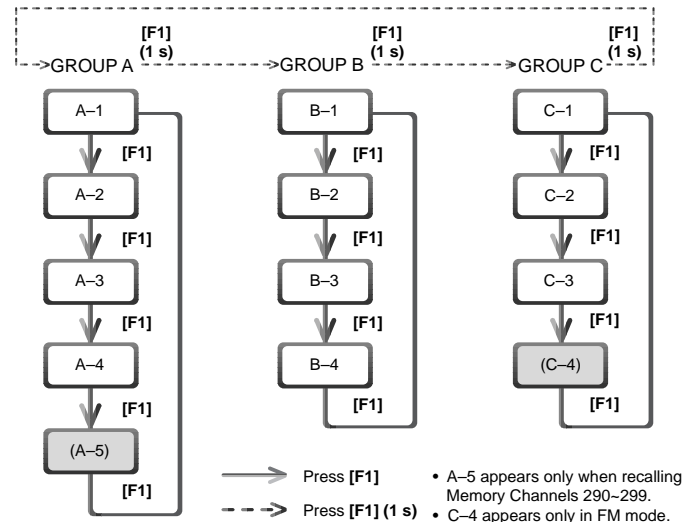 [F1]
(1 s)
[F1]
(1 s)
[F1]
(1 s)
GROUP A
GROUP B
GROUP C
A–1
B–1
C–1
[F1]
[F1]
[F1]
A–2
B–2
C–2
[F1]
[F1]
[F1]
A–3
B–3
C–3
[F1]
[F1]
[F1]
A–4
B–4
(C–4)
[F1]
[F1]
[F1]
(A–5)
[F1]
Press [F1]
Press [F1] (1 s)
• A–5 appears only when recalling
Memory Channels 290~299.
• C–4 appears only in FM mode.